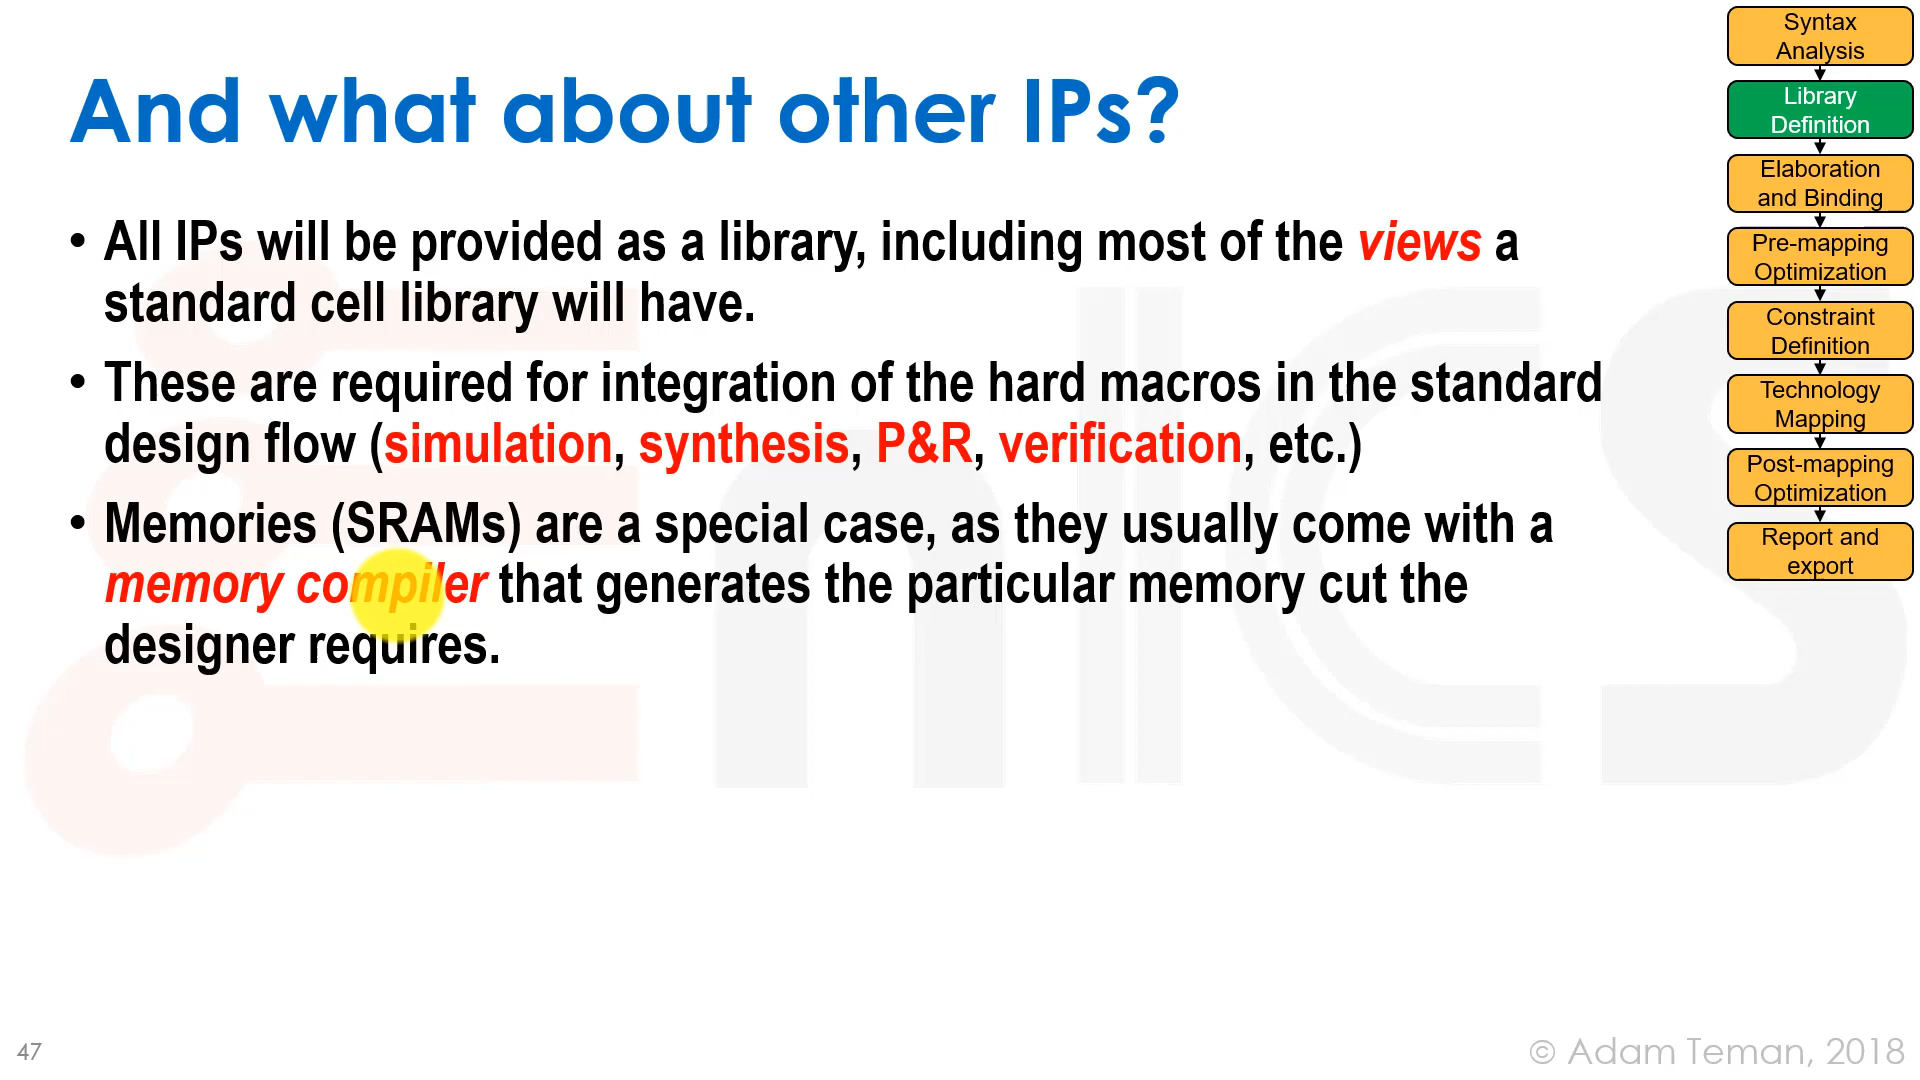 And what about other IPs?
• All IPs will be provided as a library, including most of the views a
standard cell library will have.
• These are required for integration of the hard macros in the standard
design flow (simulation, synthesis, P&R, verification, etc.)
• Memories (SRAMs) are a special case, as they usually come with a
memory compiler that generates the particular memory cut the
designer requires.
Syntax
Analysis
Library
Definition
Elaboration
and Binding
Pre-mapping
Optimization
Constraint
Definition
Technology
Mapping
Post-mapping
Optimization
Report and
export
EnICS
47
© Adam Teman, 2018